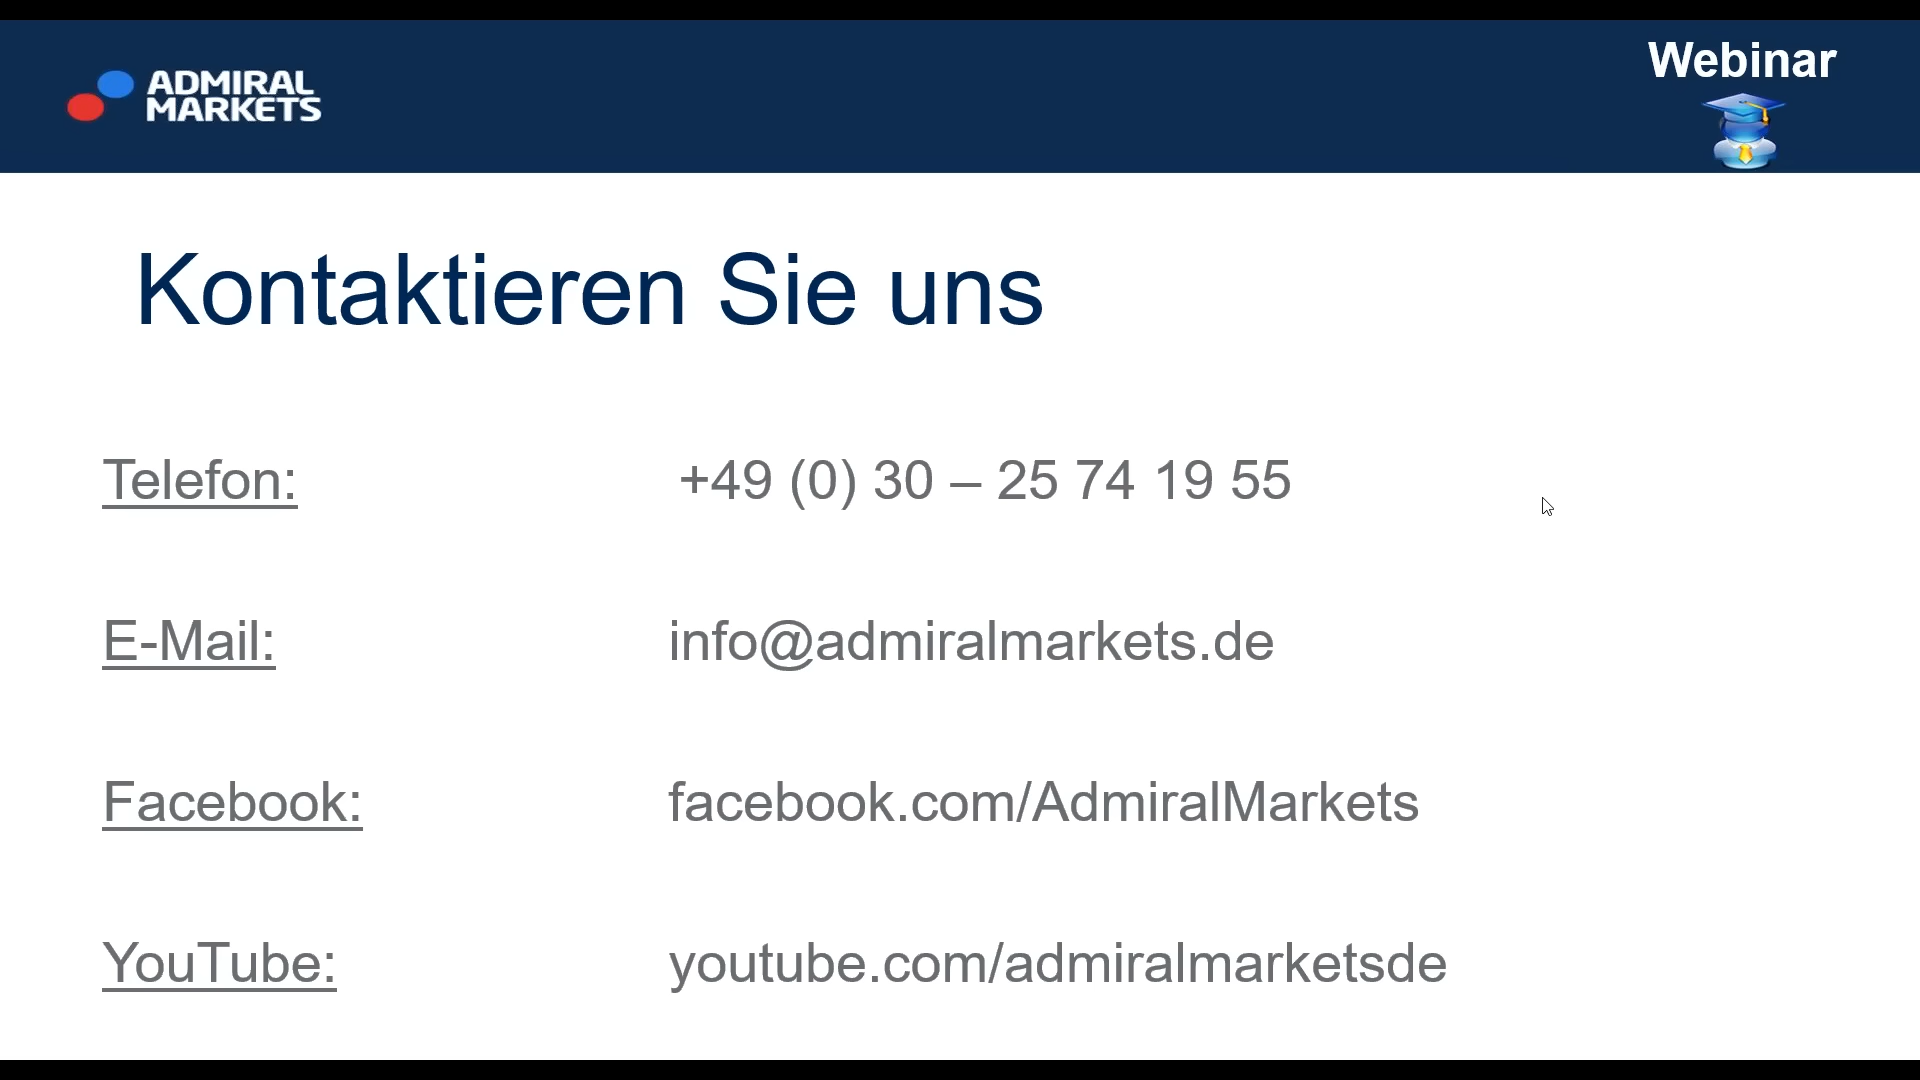 ADMIRAL
MARKETS
Webinar
Kontaktieren Sie uns
Telefon: +49 (0) 30 – 25 74 19 55
E-Mail: info@admiralmarkets.de
Facebook: facebook.com/AdmiralMarkets
YouTube: youtube.com/admiralmarketsde